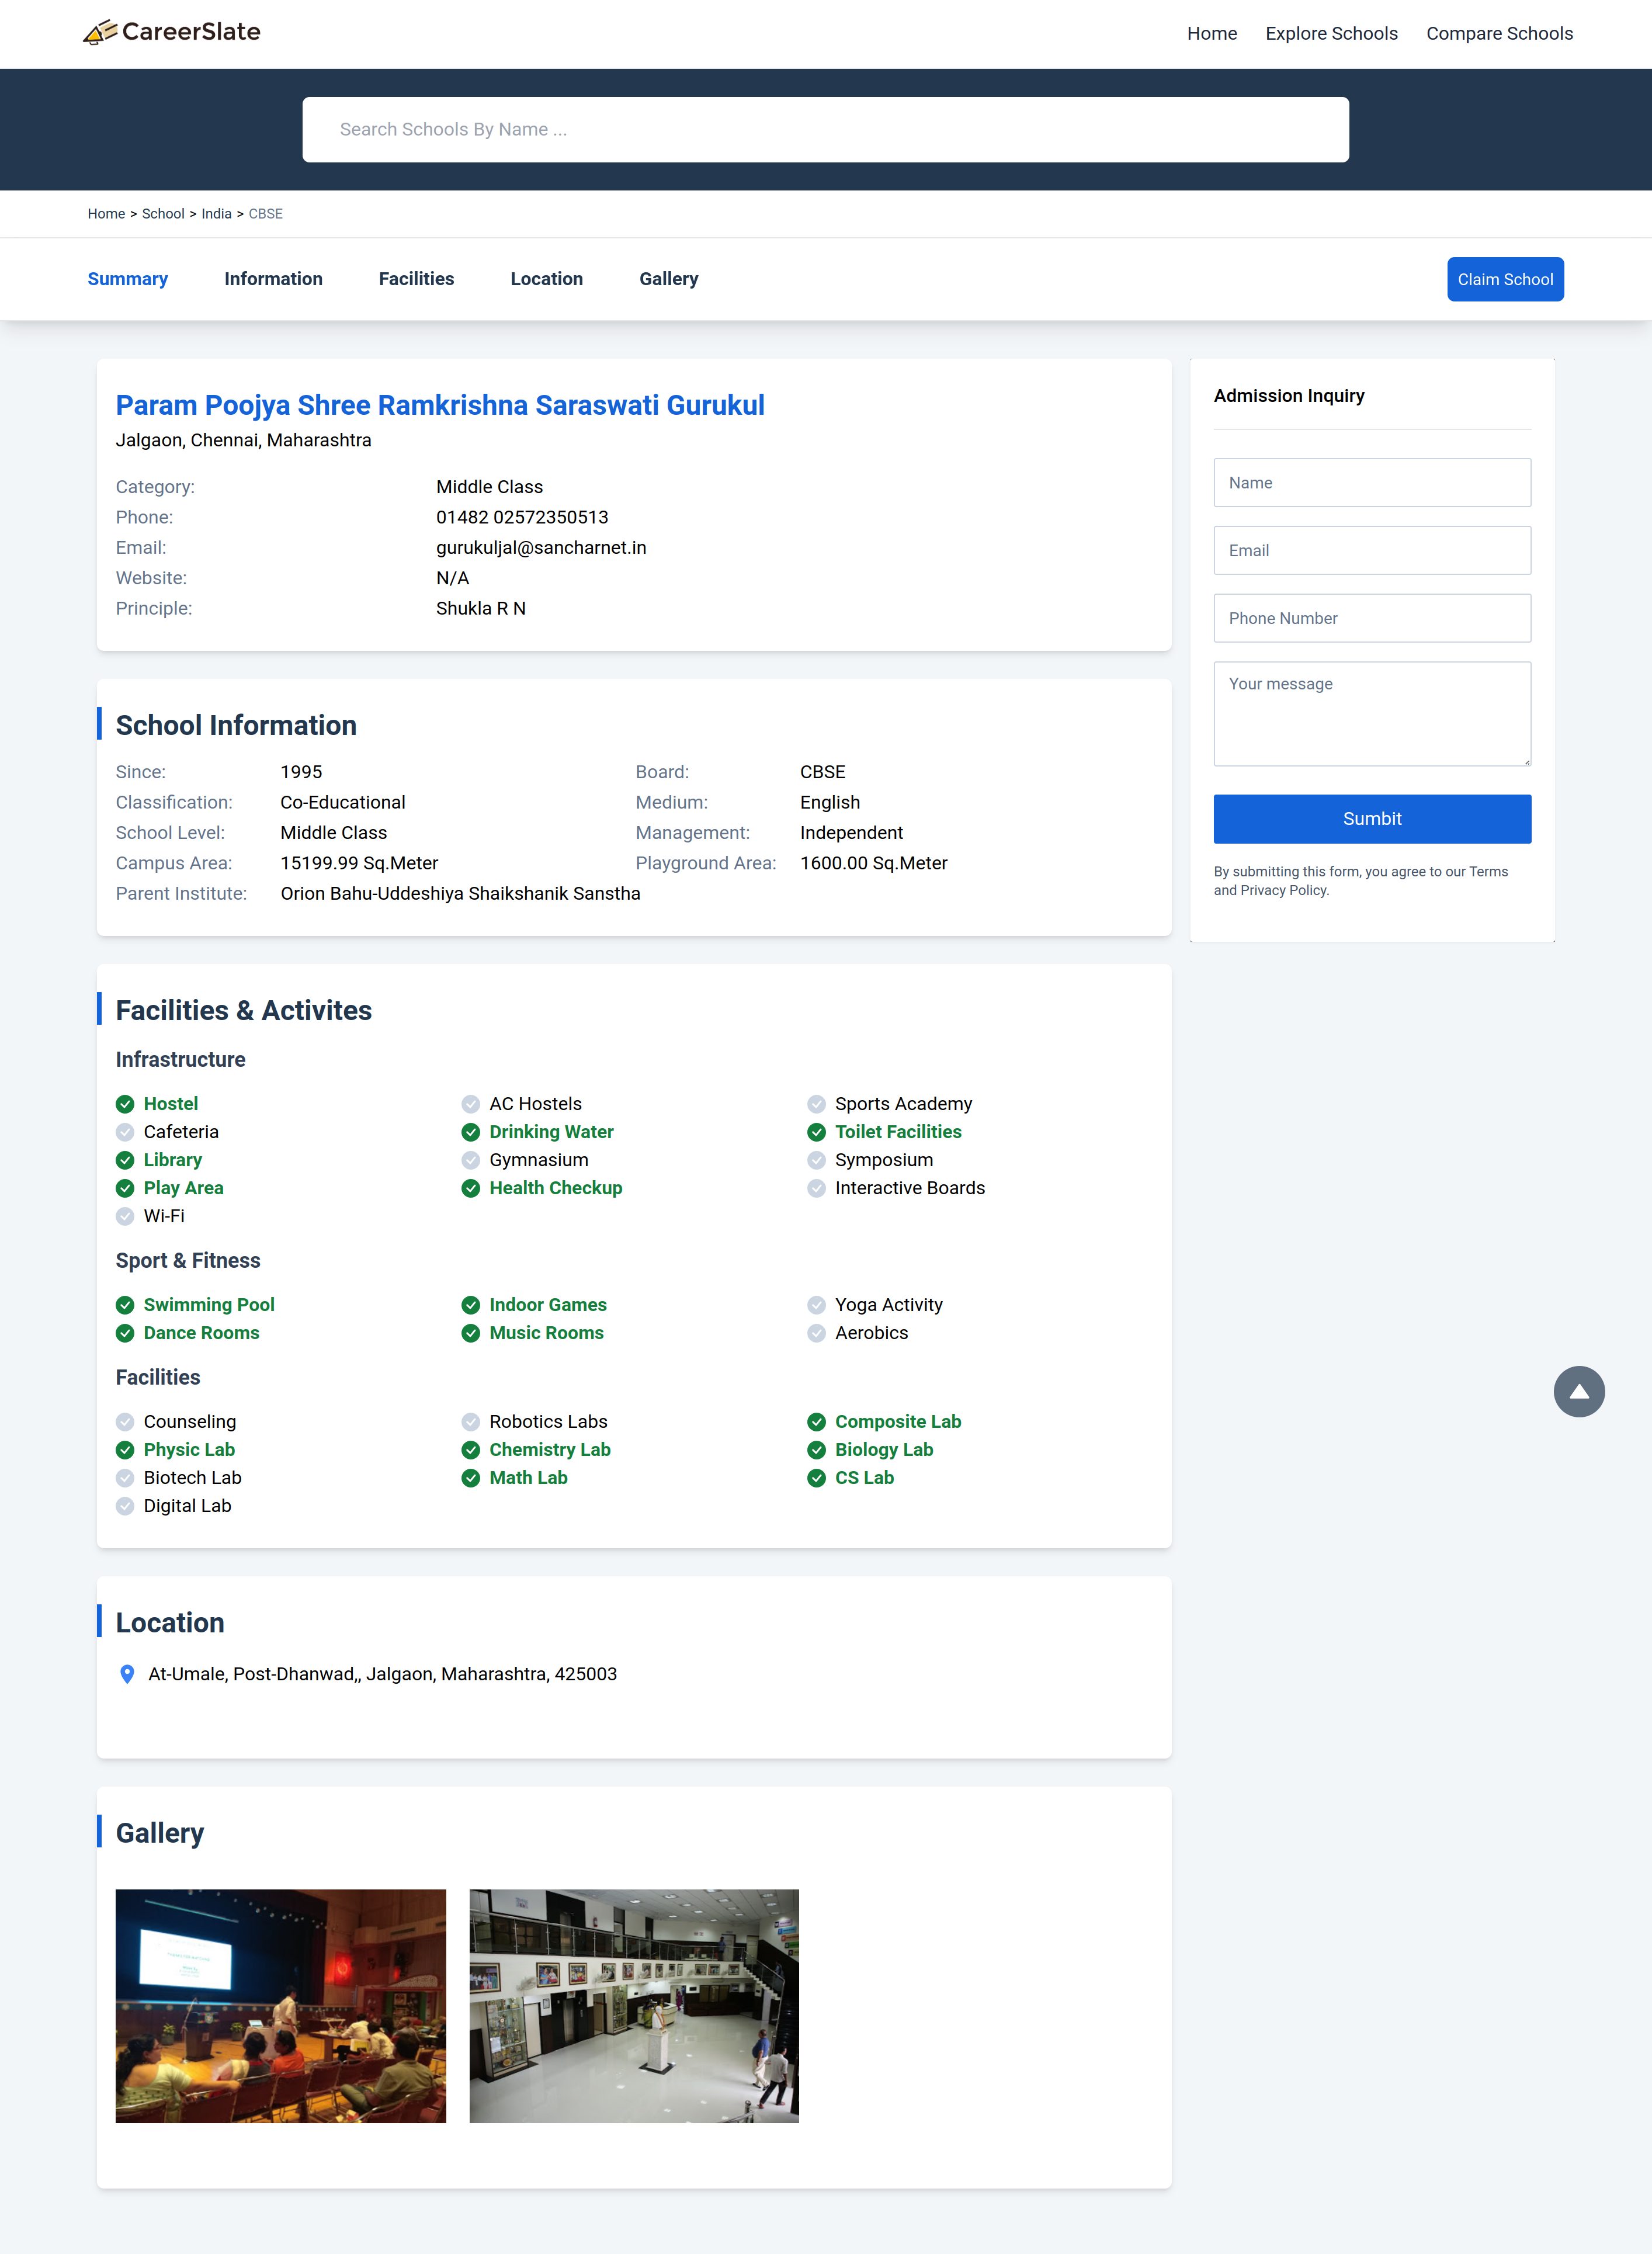 CareerSlate
Home Explore Schools Compare Schools
Search Schools By Name ...
Home > School > India > CBSE
Summary Information Facilities Location Gallery Claim School
Param Poojya Shree Ramkrishna Saraswati Gurukul
Jalgaon, Chennai, Maharashtra
Category: Middle Class
Phone: 01482 02572350513
Email: gurukuljal@sancharnet.in
Website: N/A
Principle: Shukla R N
School Information
Since: 1995 Board: CBSE
Classification: Co-Educational Medium: English
School Level: Middle Class Management: Independent
Campus Area: 15199.99 Sq.Meter Playground Area: 1600.00 Sq.Meter
Parent Institute: Orion Bahu-Uddeshiya Shaikshanik Sanstha
Facilities & Activites
Infrastructure
Hostel AC Hostels Sports Academy
Cafeteria Drinking Water Toilet Facilities
Library Gymnasium Symposium
Play Area Health Checkup Interactive Boards
Wi-Fi
Sport & Fitness
Swimming Pool Indoor Games Yoga Activity
Dance Rooms Music Rooms Aerobics
Facilities
Counseling Robotics Labs Composite Lab
Physic Lab Chemistry Lab Biology Lab
Biotech Lab Math Lab CS Lab
Digital Lab
Location
At-Umale, Post-Dhanwad,, Jalgaon, Maharashtra, 425003
Gallery
Admission Inquiry
Name
Email
Phone Number
Your message
Sumbit
By submitting this form, you agree to our Terms
and Privacy Policy.